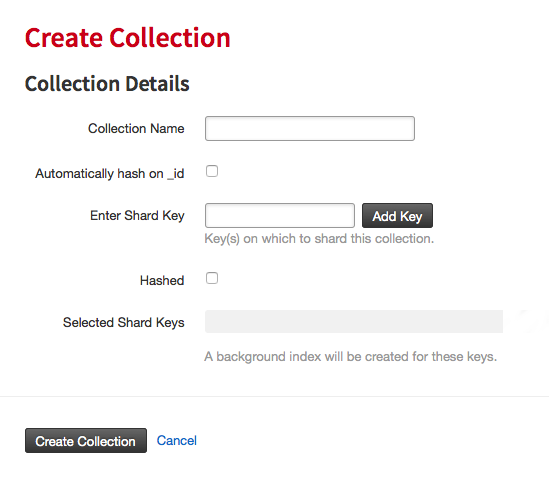 Create Collection
Collection Details
Collection Name
Automatically hash on _id
Enter Shard Key
Add Key
Key(s) on which to shard this collection.
Hashed
Selected Shard Keys
A background index will be created for these keys.
Create Collection
Cancel